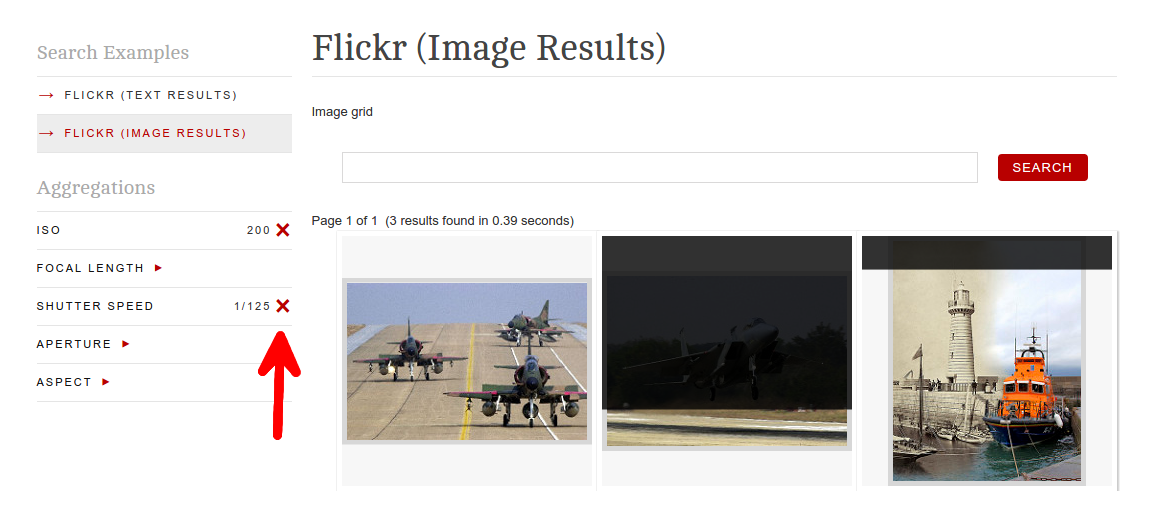 Search Examples
→ FLICKR (TEXT RESULTS)
→ FLICKR (IMAGE RESULTS)
Aggregations
ISO 200
FOCAL LENGTH
SHUTTER SPEED 1/125
APERTURE
ASPECT
Flickr (Image Results)
Image grid
SEARCH
Page 1 of 1 (3 results found in 0.39 seconds)